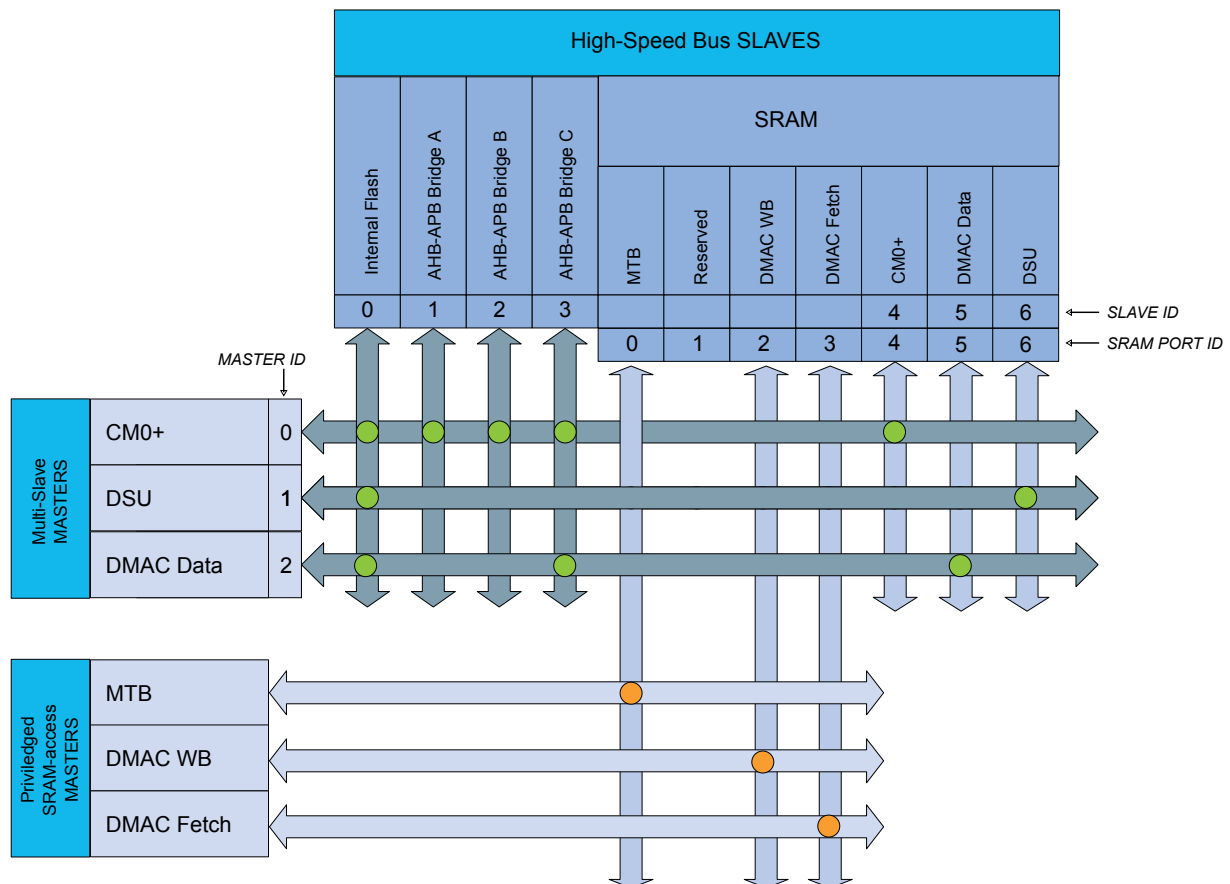 High-Speed Bus SLAVES
SRAM
Internal Flash
AHB-APB Bridge A
AHB-APB Bridge B
AHB-APB Bridge C
MTB
Reserved
DMAC WB
DMAC Fetch
CM0+
DMAC Data
DSU
0 1 2 3 4 5 6 SLAVE ID
0 1 2 3 4 5 6 SRAM PORT ID
MASTER ID
Multi-Slave
MASTERS
CM0+ 0
DSU 1
DMAC Data 2
Priviledged
SRAM-access
MASTERS
MTB
DMAC WB
DMAC Fetch